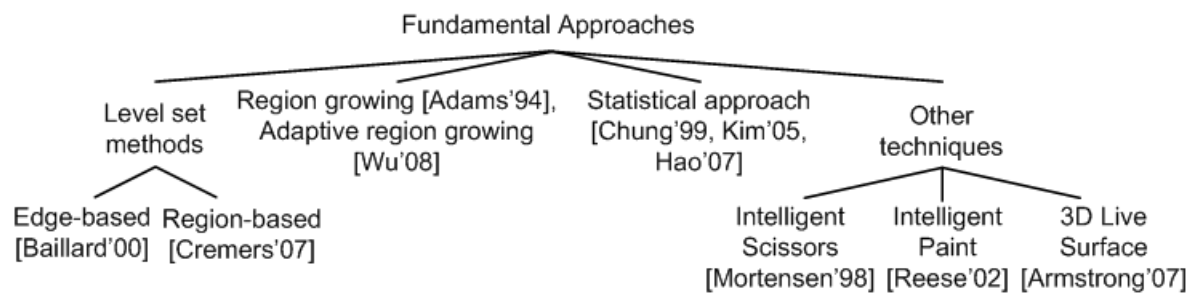 Fundamental Approaches
Level set
methods
Region growing [Adams'94],
Adaptive region growing
[Wu'08]
Statistical approach
[Chung'99, Kim'05,
Hao'07]
Other
techniques
Edge-based
[Baillard'00]
Region-based
[Cremers'07]
Intelligent
Scissors
[Mortensen'98]
Intelligent
Paint
[Reese'02]
3D Live
Surface
[Armstrong'07]